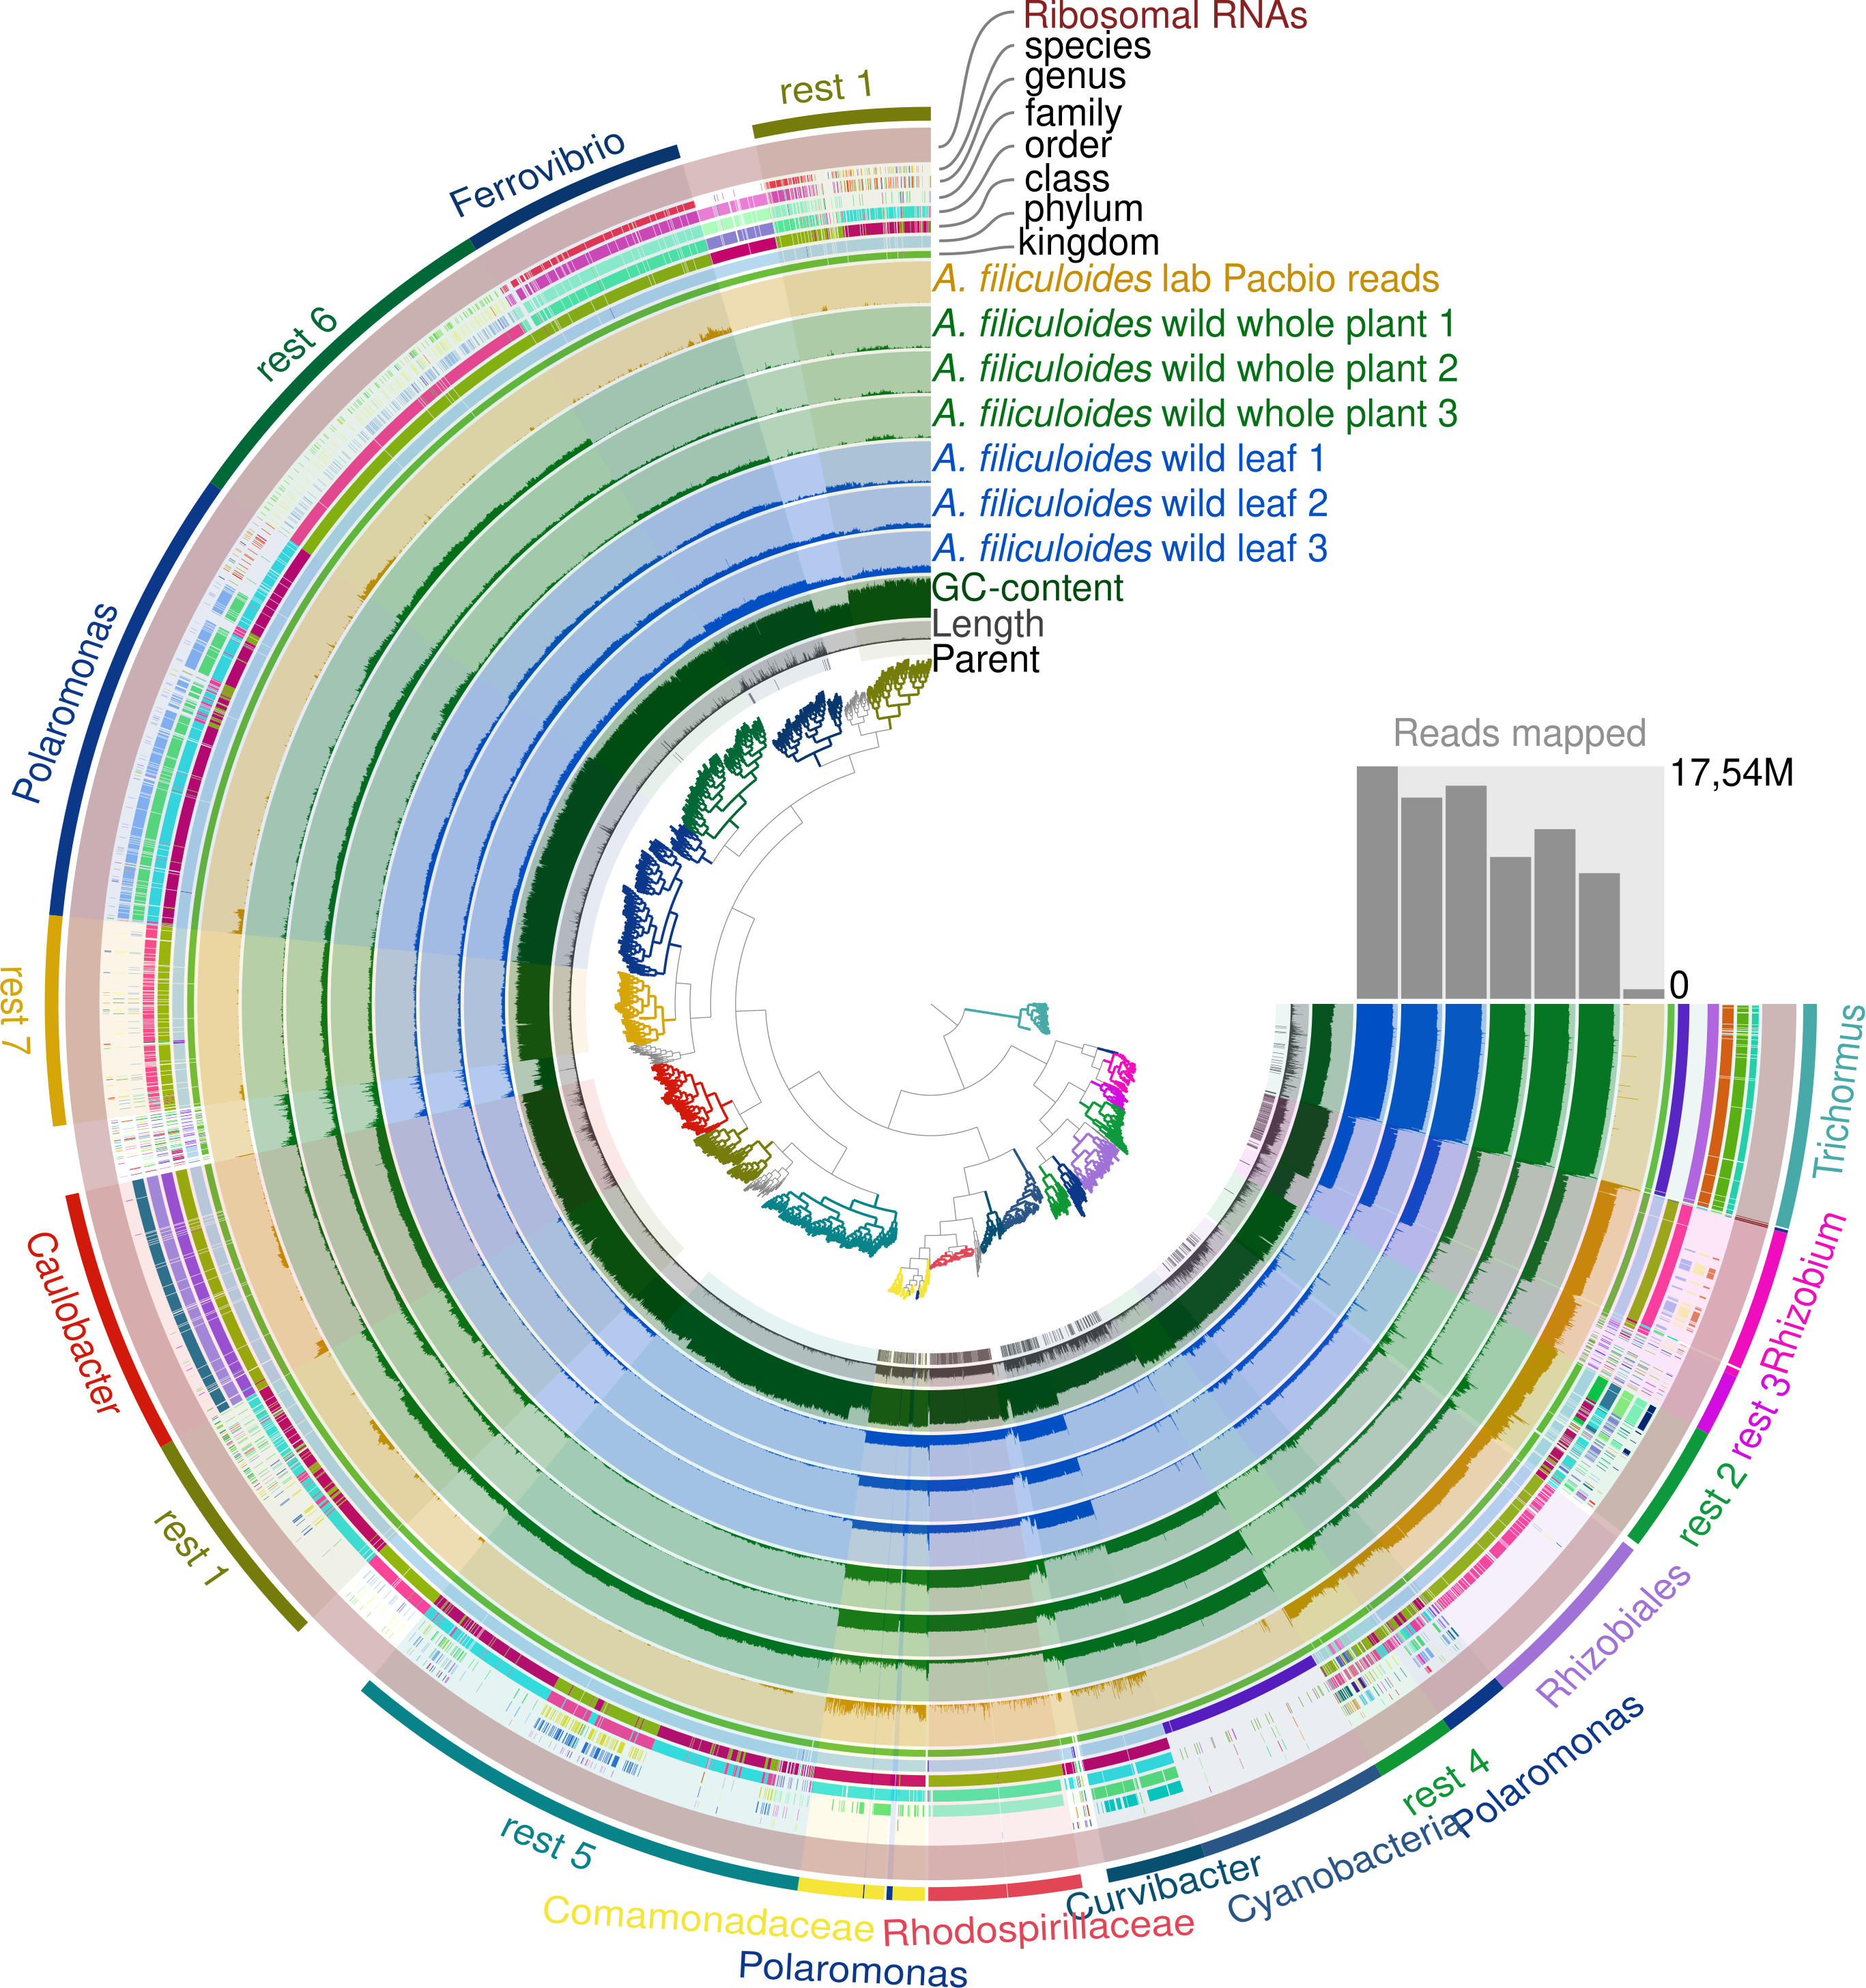 Ribosomal RNAs
species
genus
family
order
class
phylum
kingdom
A. filiculoides lab Pacbio reads
A. filiculoides wild whole plant 1
A. filiculoides wild whole plant 2
A. filiculoides wild whole plant 3
A. filiculoides wild leaf 1
A. filiculoides wild leaf 2
A. filiculoides wild leaf 3
GC-content
Length
Parent
Reads mapped
17,54M
0
Trichormus
Rhizobium
rest 3
rest 2
Rhizobiales
Polaromonas
rest 4
Cyanobacteria
Curvibacter
Rhodospirillaceae
Polaromonas
Comamonadaceae
rest 5
rest 1
Caulobacter
rest 7
Polaromonas
rest 6
Ferrovibrio
rest 1